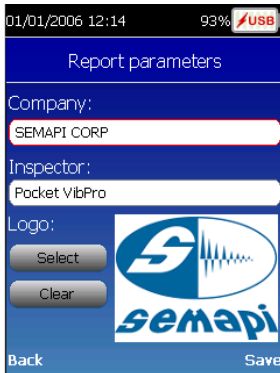 01/01/2006 12:14 93% USB
Report parameters
Company:
SEMAPI CORP
Inspector:
Pocket VibPro
Logo:
Select
Clear
S
semapi
Back Save